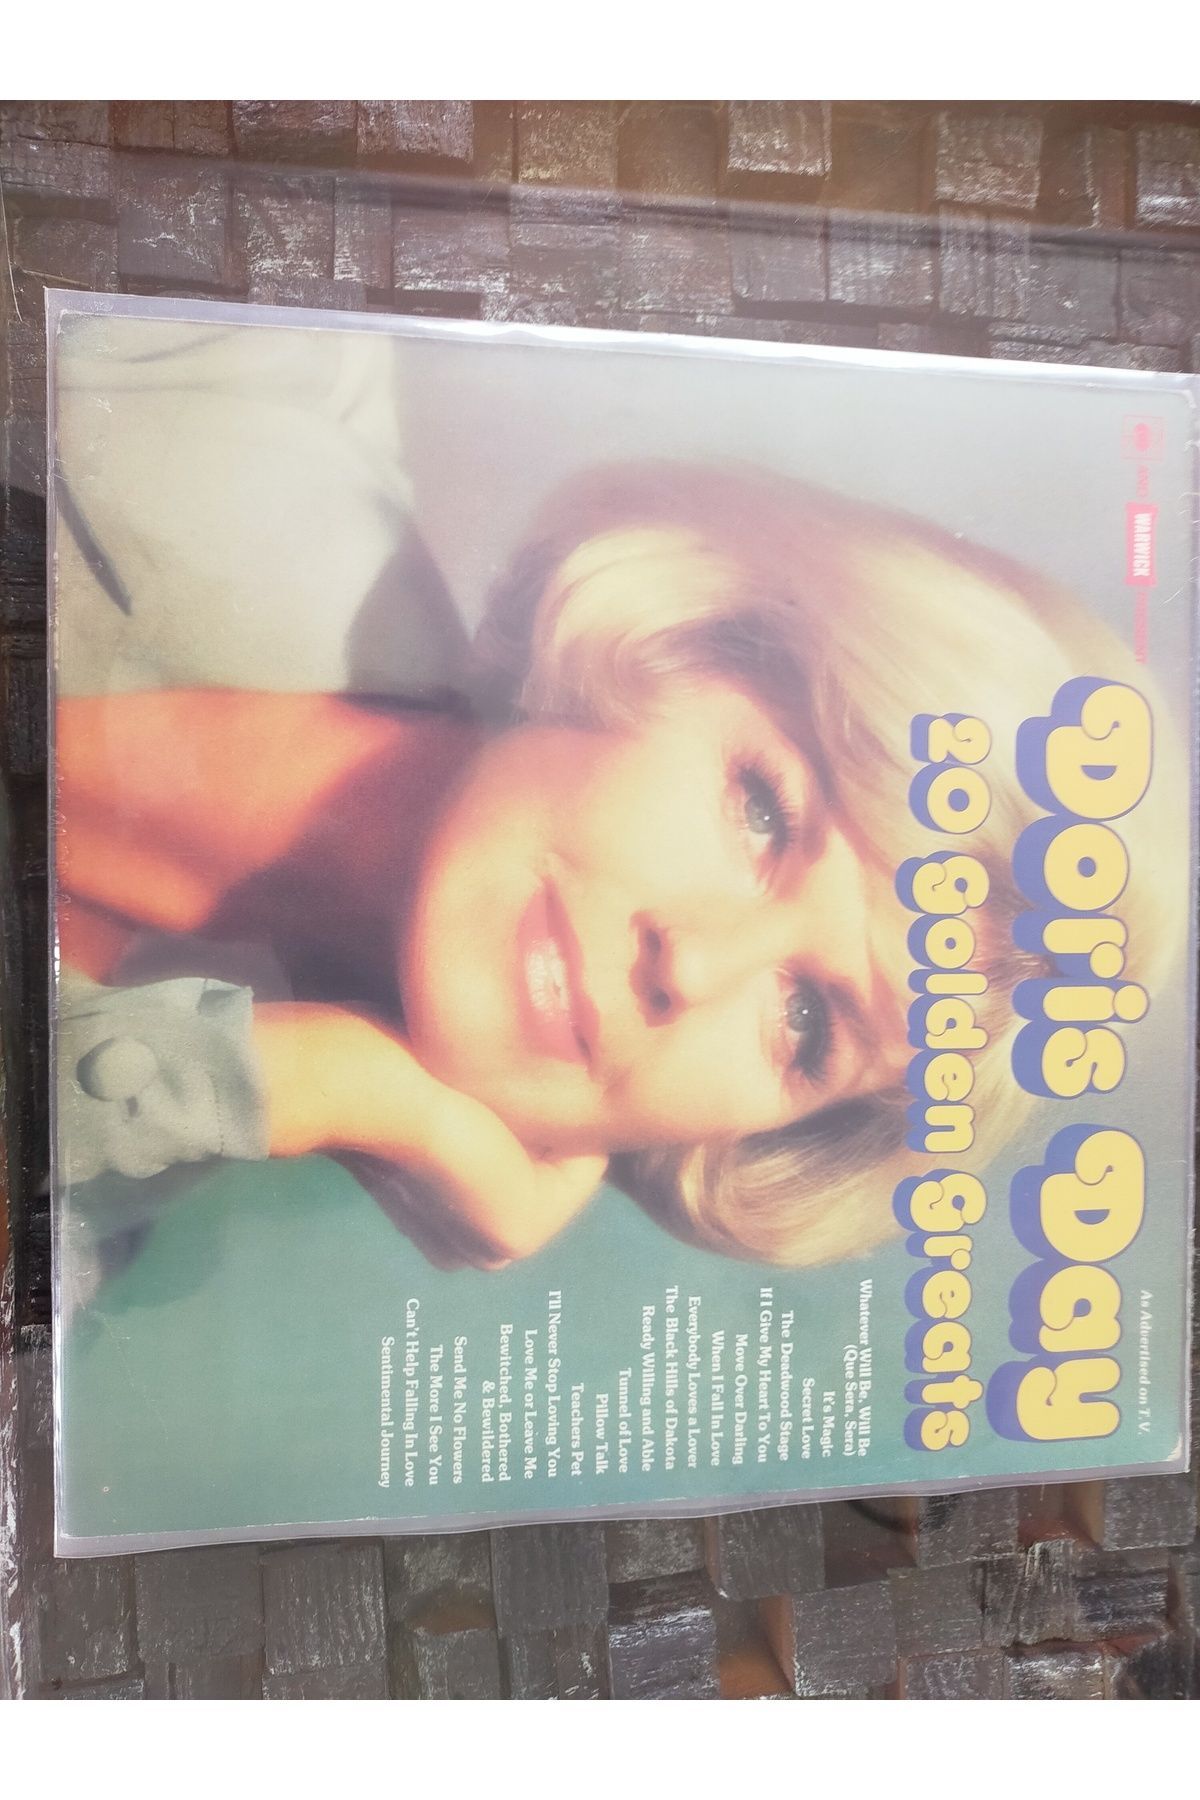 AND WARWICK PRESENT
As Advertised on T.V.
Doris Day
20 Golden Greats
Whatever Will Be, Will Be
(Que Sera, Sera)
It's Magic
Secret Love
The Deadwood Stage
If I Give My Heart To You
Move Over Darling
When I Fall In Love
Everybody Loves a Lover
The Black Hills of Dakota
Ready Willing and Able
Tunnel of Love
Pillow Talk
Teachers Pet
I'll Never Stop Loving You
Love Me or Leave Me
Bewitched, Bothered
& Bewildered
Send Me No Flowers
The More I See You
Can't Help Falling In Love
Sentimental Journey